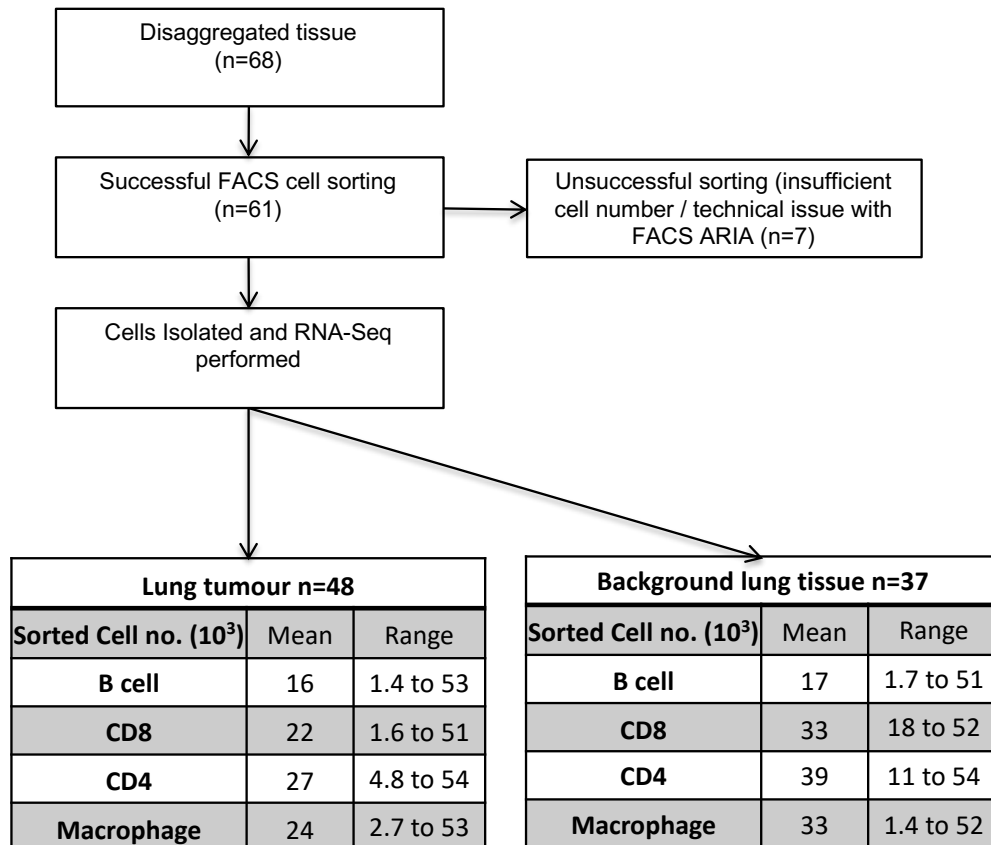 Disaggregated tissue
(n=68)
Successful FACS cell sorting
(n=61)
Unsuccessful sorting (insufficient
cell number / technical issue with
FACS ARIA (n=7)
Cells Isolated and RNA-Seq
performed
Lung tumour n=48
Sorted Cell no. (10³) Mean Range
B cell 16 1.4 to 53
CD8 22 1.6 to 51
CD4 27 4.8 to 54
Macrophage 24 2.7 to 53
Background lung tissue n=37
Sorted Cell no. (10³) Mean Range
B cell 17 1.7 to 51
CD8 33 18 to 52
CD4 39 11 to 54
Macrophage 33 1.4 to 52